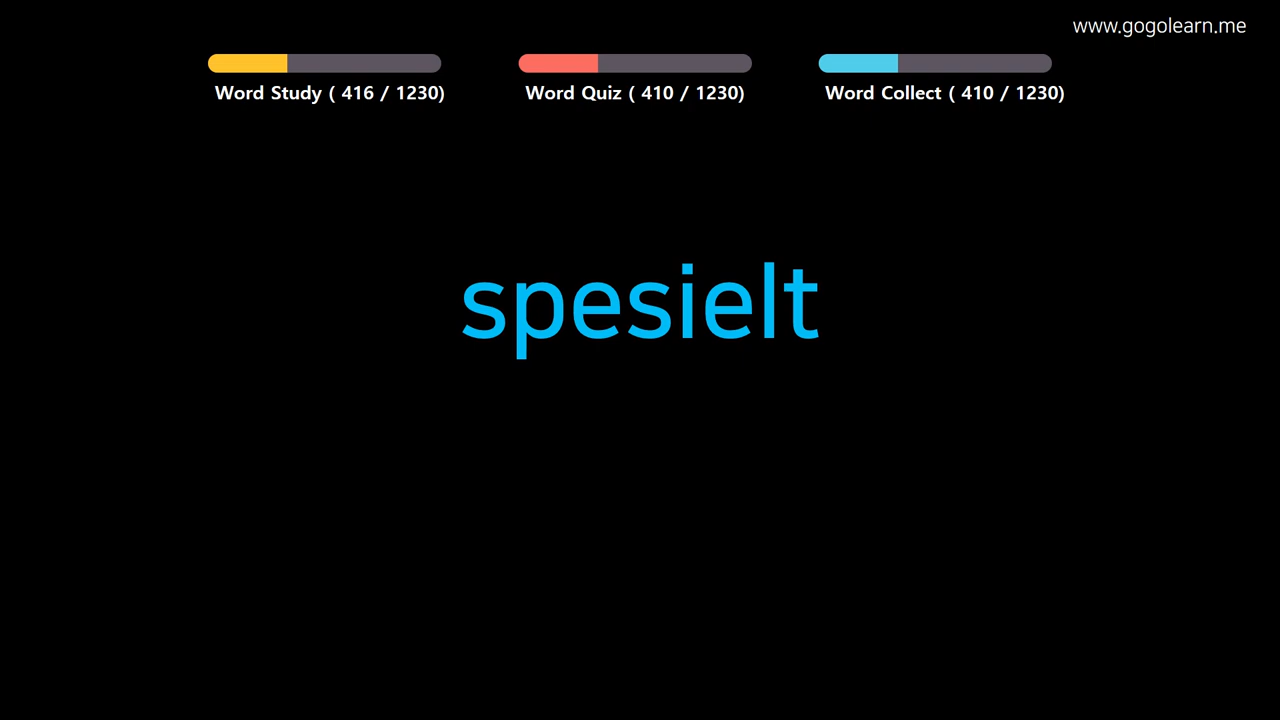 www.gogolearn.me
Word Study ( 416 / 1230)
Word Quiz ( 410 / 1230)
Word Collect ( 410 / 1230)
spesielt